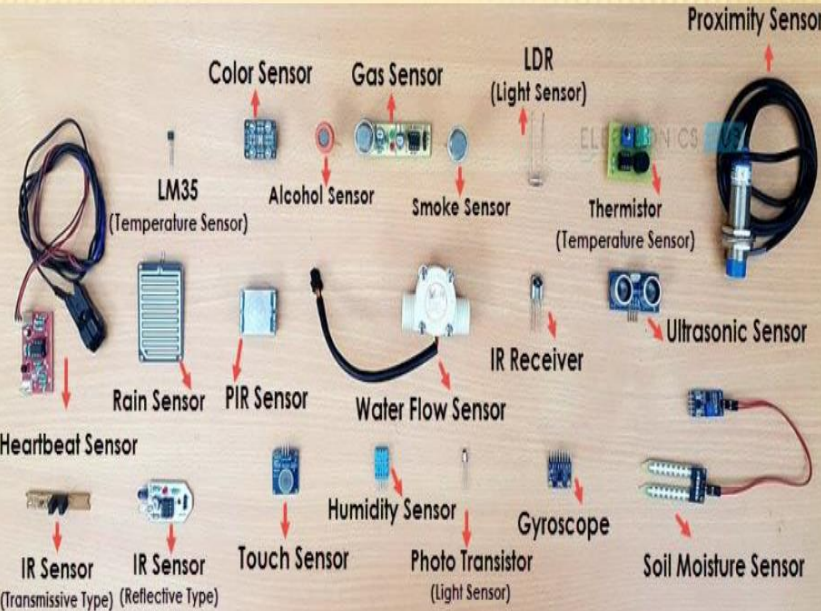 Proximity Sensor
Color Sensor
Gas Sensor
LDR
(Light Sensor)
LM35
(Temperature Sensor)
Alcohol Sensor
Smoke Sensor
Thermistor
(Temperature Sensor)
Heartbeat Sensor
Rain Sensor
PIR Sensor
Water Flow Sensor
IR Receiver
Ultrasonic Sensor
IR Sensor
(Transmissive Type)
IR Sensor
(Reflective Type)
Touch Sensor
Humidity Sensor
Photo Transistor
(Light Sensor)
Gyroscope
Soil Moisture Sensor